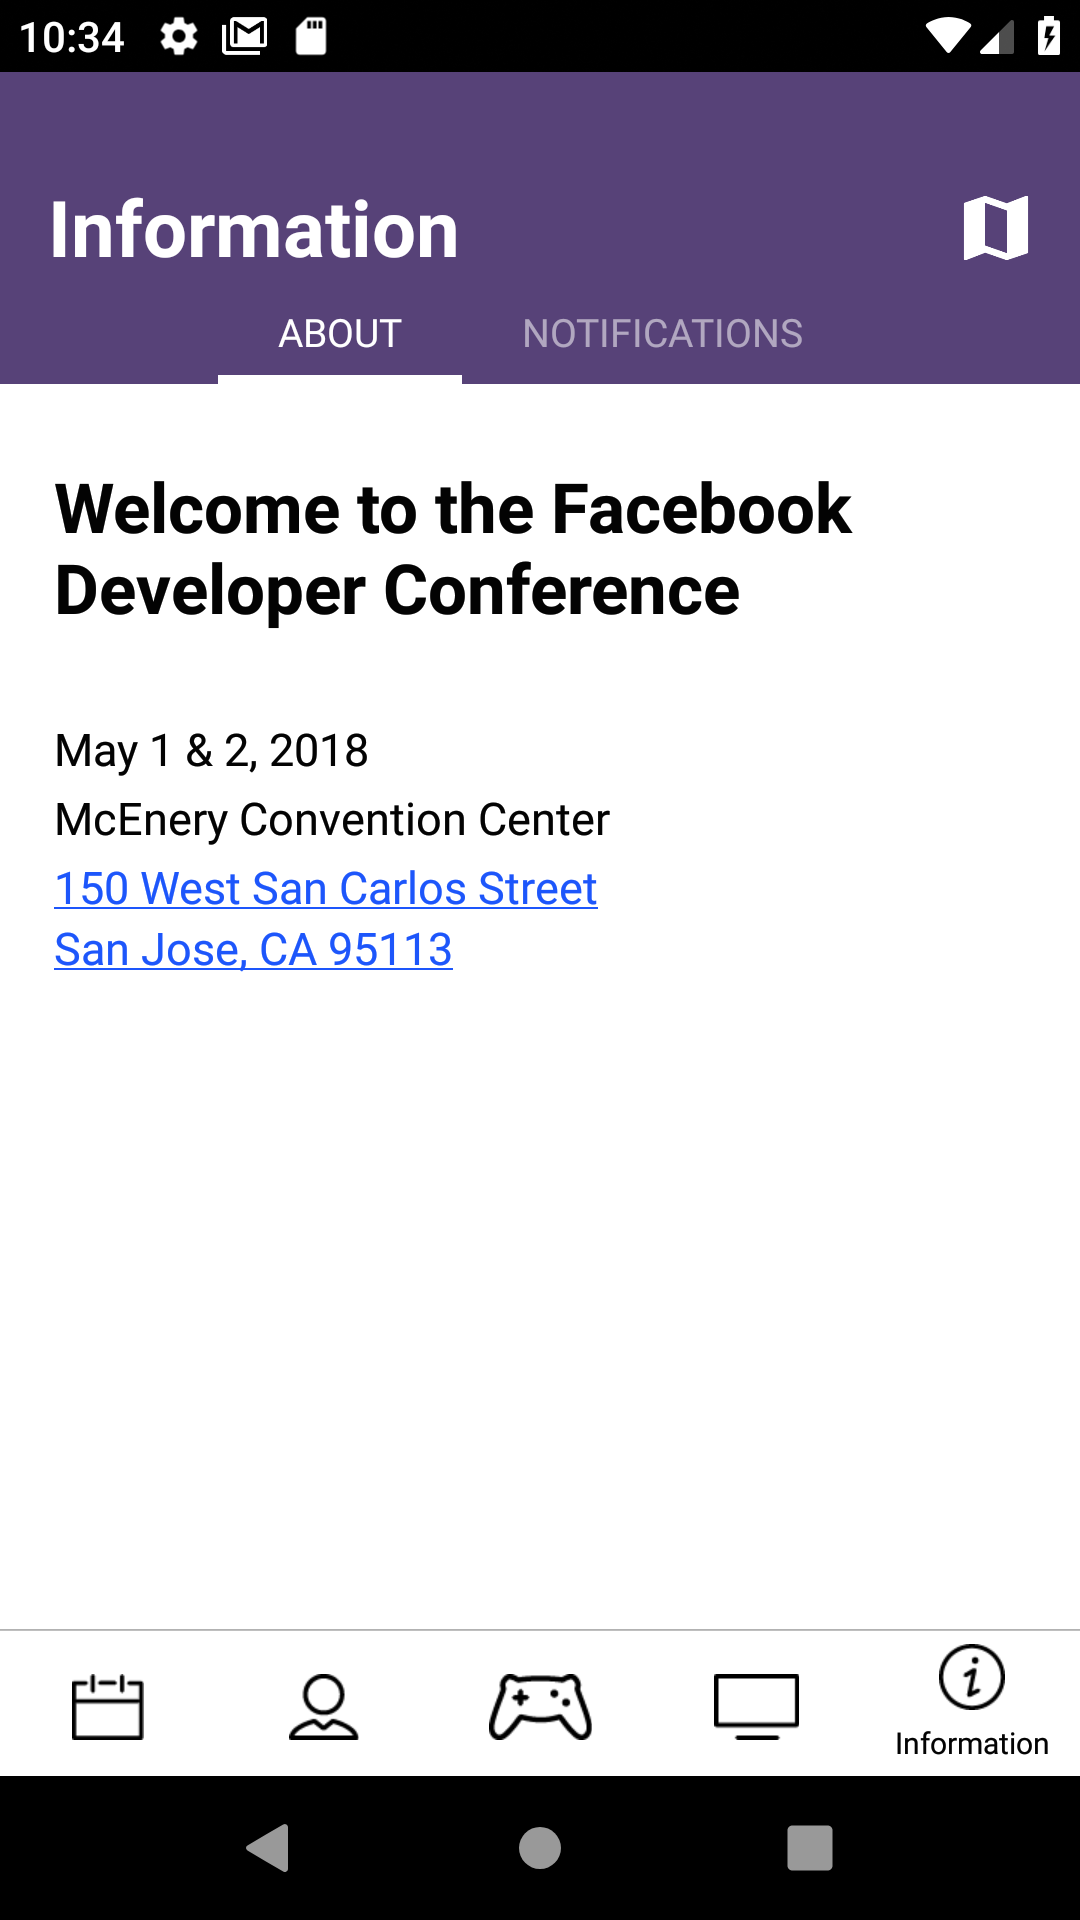 10:34
Information
ABOUT NOTIFICATIONS
Welcome to the Facebook
Developer Conference
May 1 & 2, 2018
McEnery Convention Center
150 West San Carlos Street
San Jose, CA 95113
Information